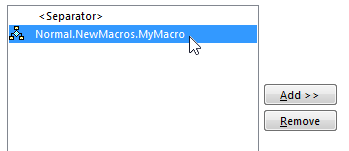 <Separator>
Normal.NewMacros.MyMacro
Add >>
Remove